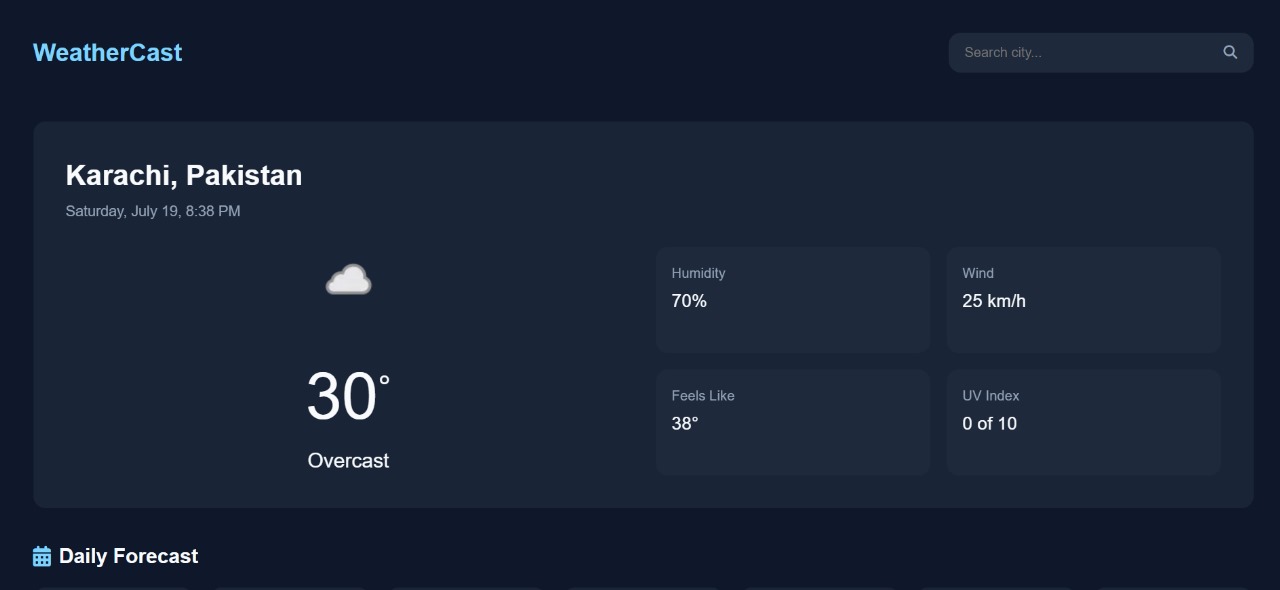 WeatherCast
Search city...
Karachi, Pakistan
Saturday, July 19, 8:38 PM
30°
Overcast
Humidity
70%
Wind
25 km/h
Feels Like
38°
UV Index
0 of 10
Daily Forecast